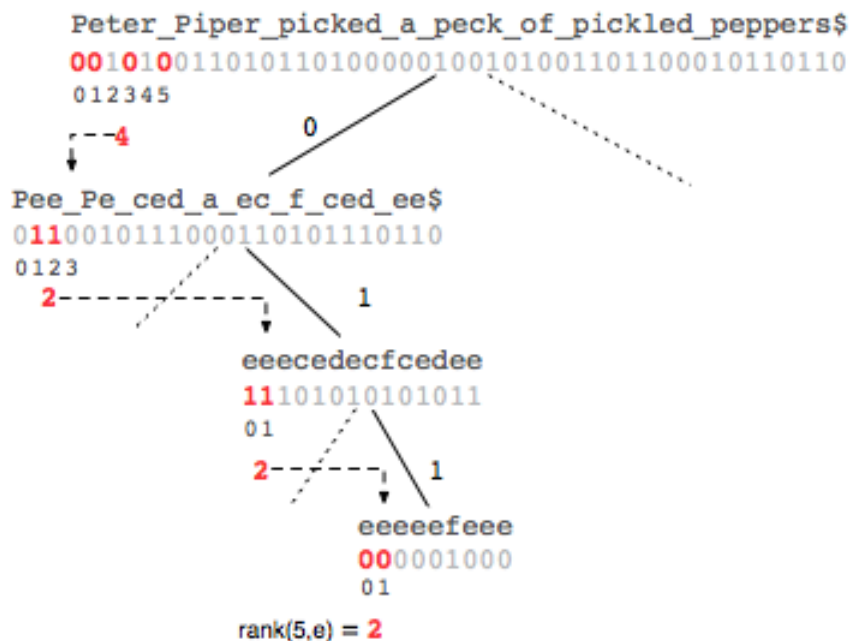 Peter_Piper_picked_a_peck_of_pickled_peppers$
001010011010110100000100101001101100010110110
012345
4
0
Pee_Pe_ced_a_ec_f_ced_ee$
0110010111000110101110110
0123
2
1
eeecedecfcedee
11101010101011
01
2
1
eeeeefeee
000001000
01
rank(5,e) = 2